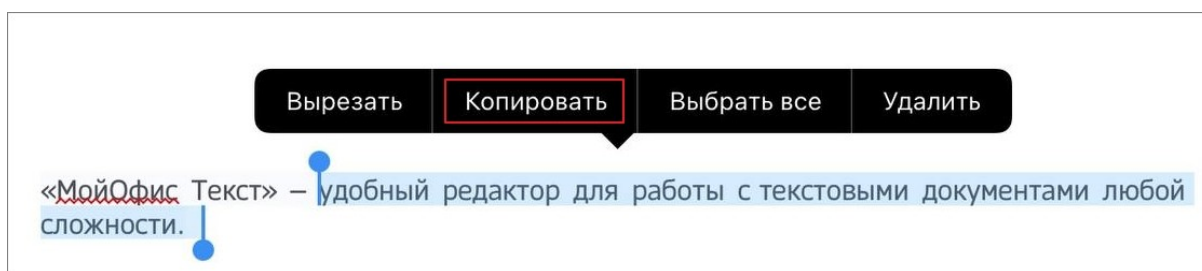 Вырезать Копировать Выбрать все Удалить
«МойОфис Текст» — удобный редактор для работы с текстовыми документами любой
сложности.